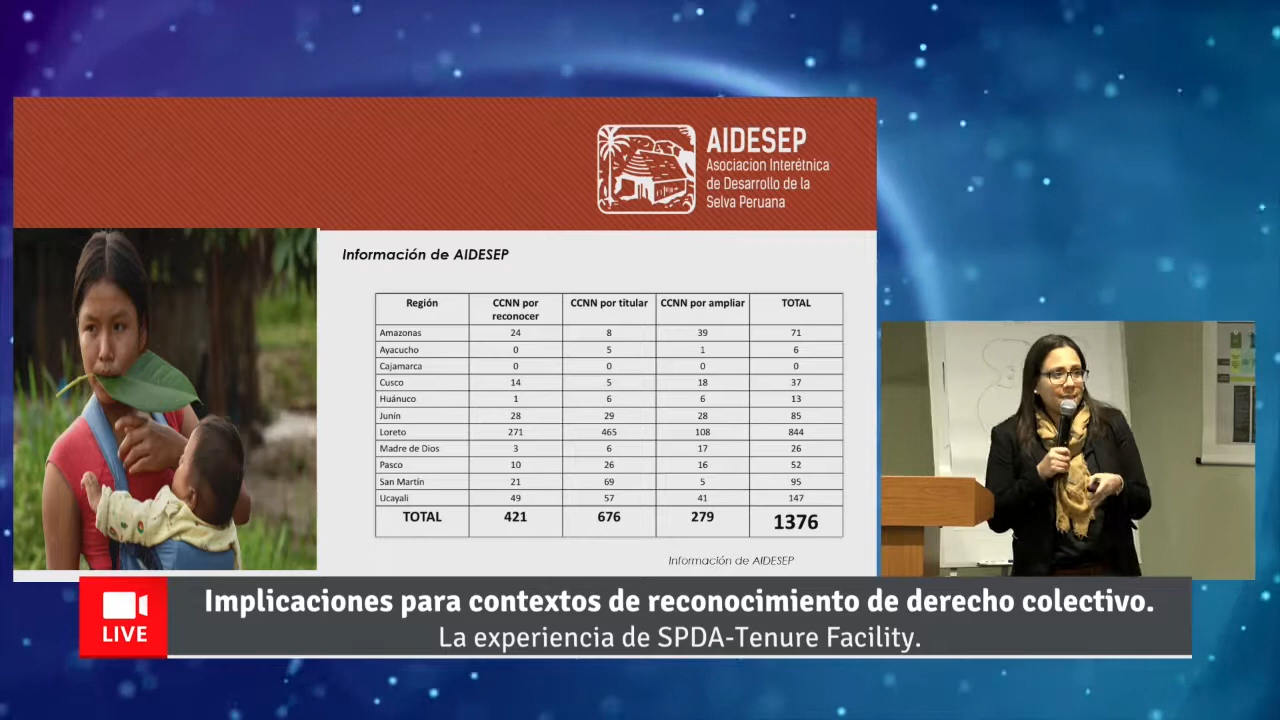 AIDESEP
Asociacion Interétnica
de Desarrollo de la
Selva Peruana
Información de AIDESEP
Región CCNN por reconocer CCNN por titular CCNN por ampliar TOTAL
Amazonas 24 8 39 71
Ayacucho 0 5 1 6
Cajamarca 0 0 0 0
Cusco 14 5 18 37
Huánuco 1 6 6 13
Junín 28 29 28 85
Loreto 271 465 108 844
Madre de Dios 3 6 17 26
Pasco 10 26 16 52
San Martín 21 69 5 95
Ucayali 49 57 41 147
TOTAL 421 676 279 1376
Información de AIDESEP
LIVE
Implicaciones para contextos de reconocimiento de derecho colectivo.
La experiencia de SPDA-Tenure Facility.